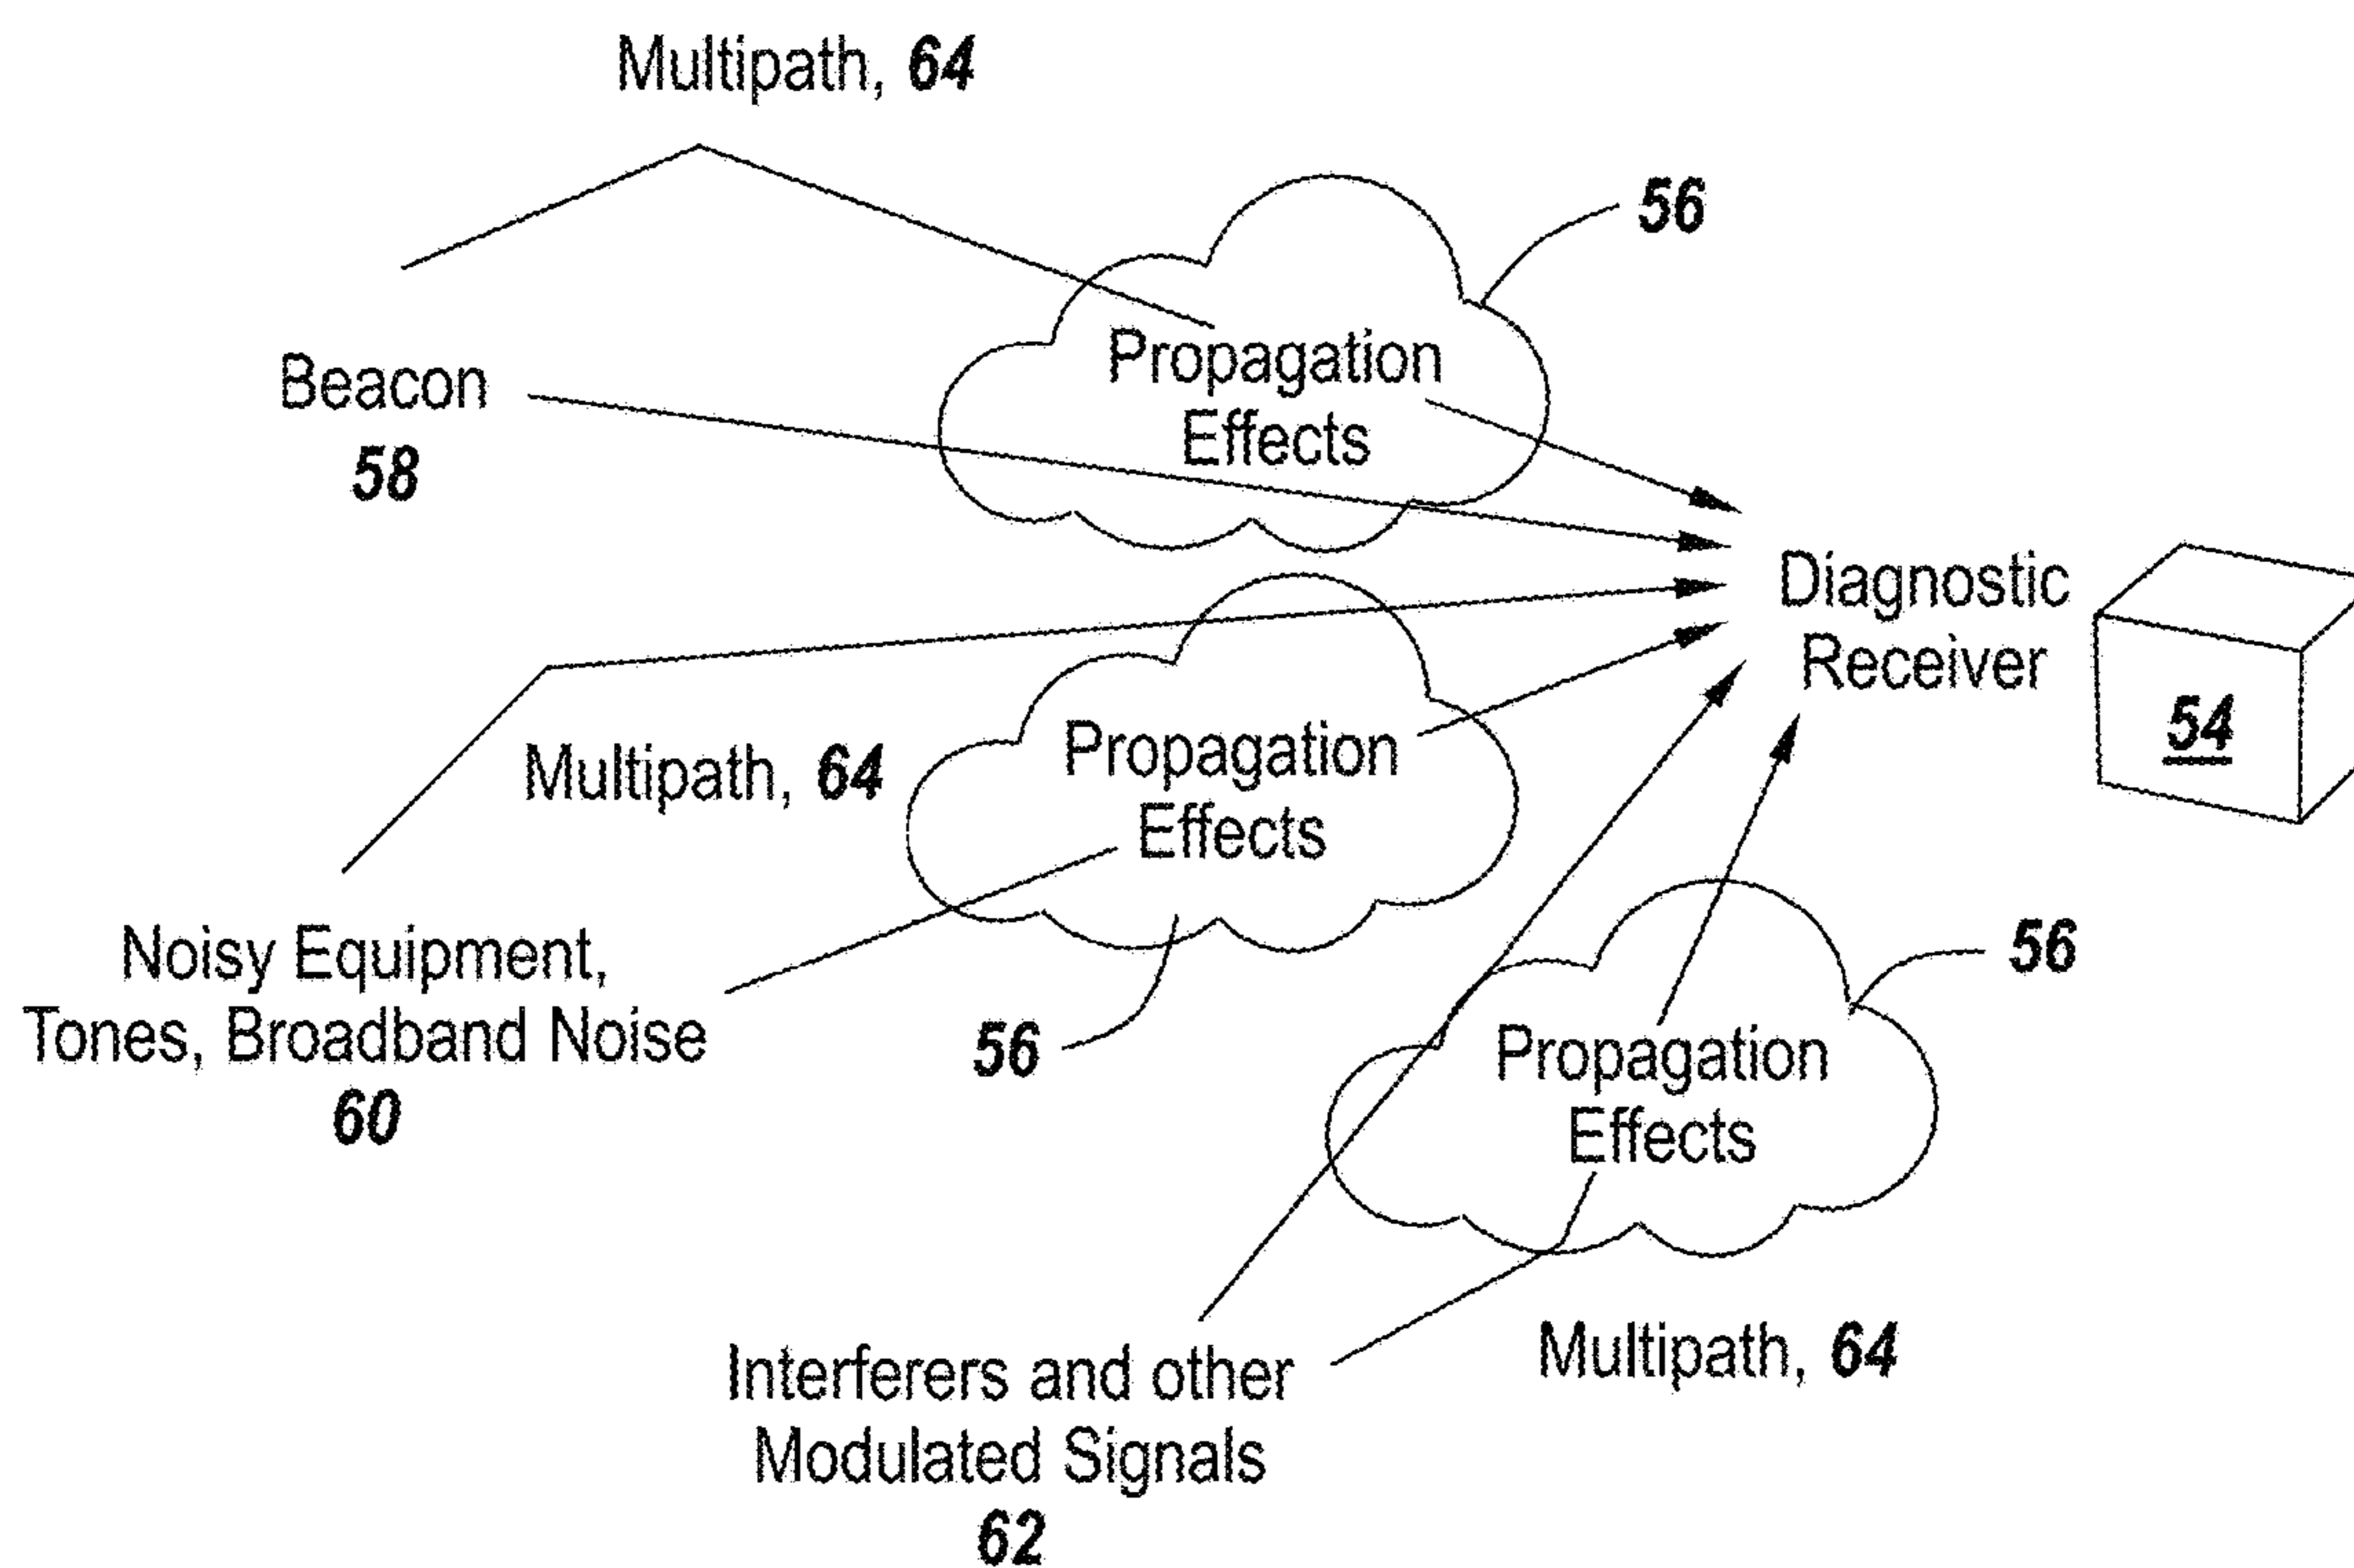 Multipath, 64
56
Propagation
Effects
Beacon
58
Diagnostic
Receiver
54
Multipath, 64
Propagation
Effects
56
Noisy Equipment,
Tones, Broadband Noise
60
56
Propagation
Effects
Multipath, 64
Interferers and other
Modulated Signals
62